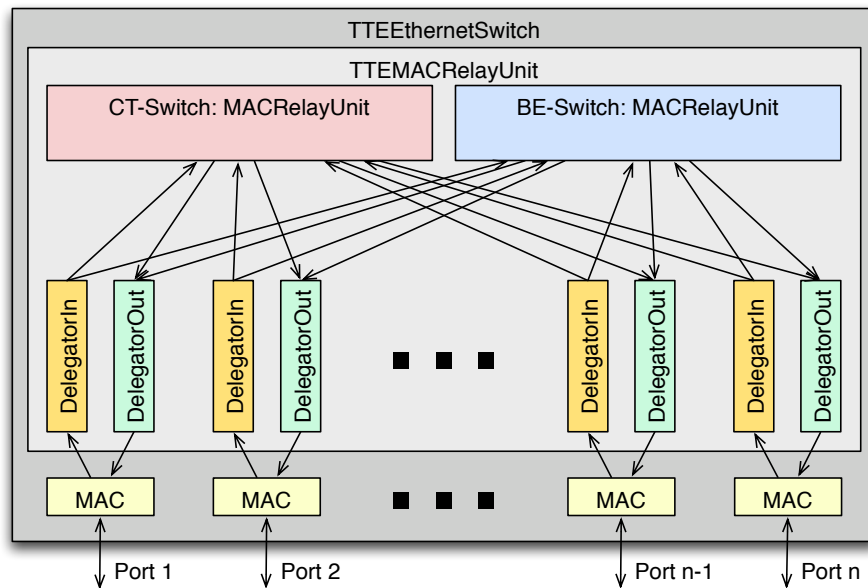 TTEEthernetSwitch
TTEMACRelayUnit
CT-Switch: MACRelayUnit
BE-Switch: MACRelayUnit
DelegatorIn
DelegatorOut
DelegatorIn
DelegatorOut
DelegatorIn
DelegatorOut
DelegatorIn
DelegatorOut
MAC
MAC
MAC
MAC
Port 1
Port 2
Port n-1
Port n